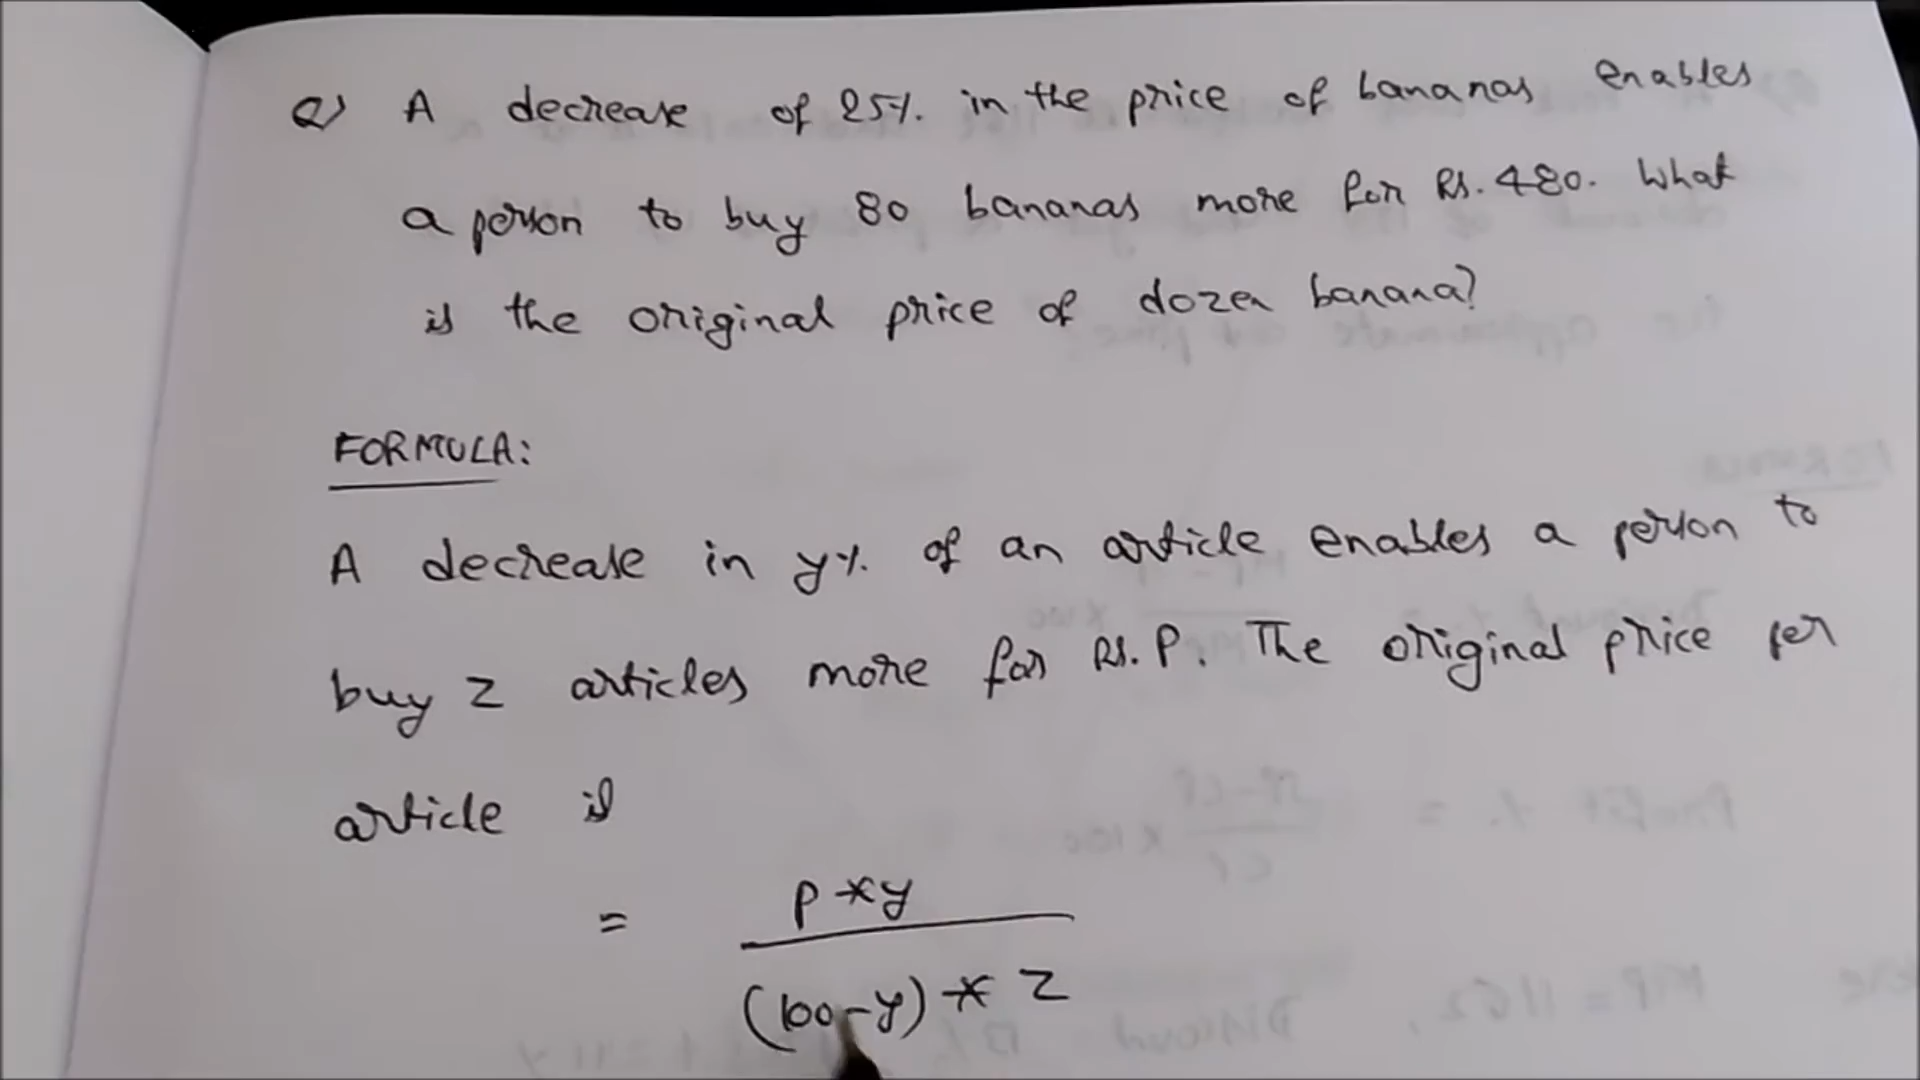 Q) A decrease of 25%. in the price of bananas enables
a person to buy 80 bananas more for Rs. 480. What
is the original price of dozen banana?
FORMULA:
A decrease in y%. of an article enables a person to
buy z articles more for Rs. P. The original price per
article is
= P*y
(100-y) * z